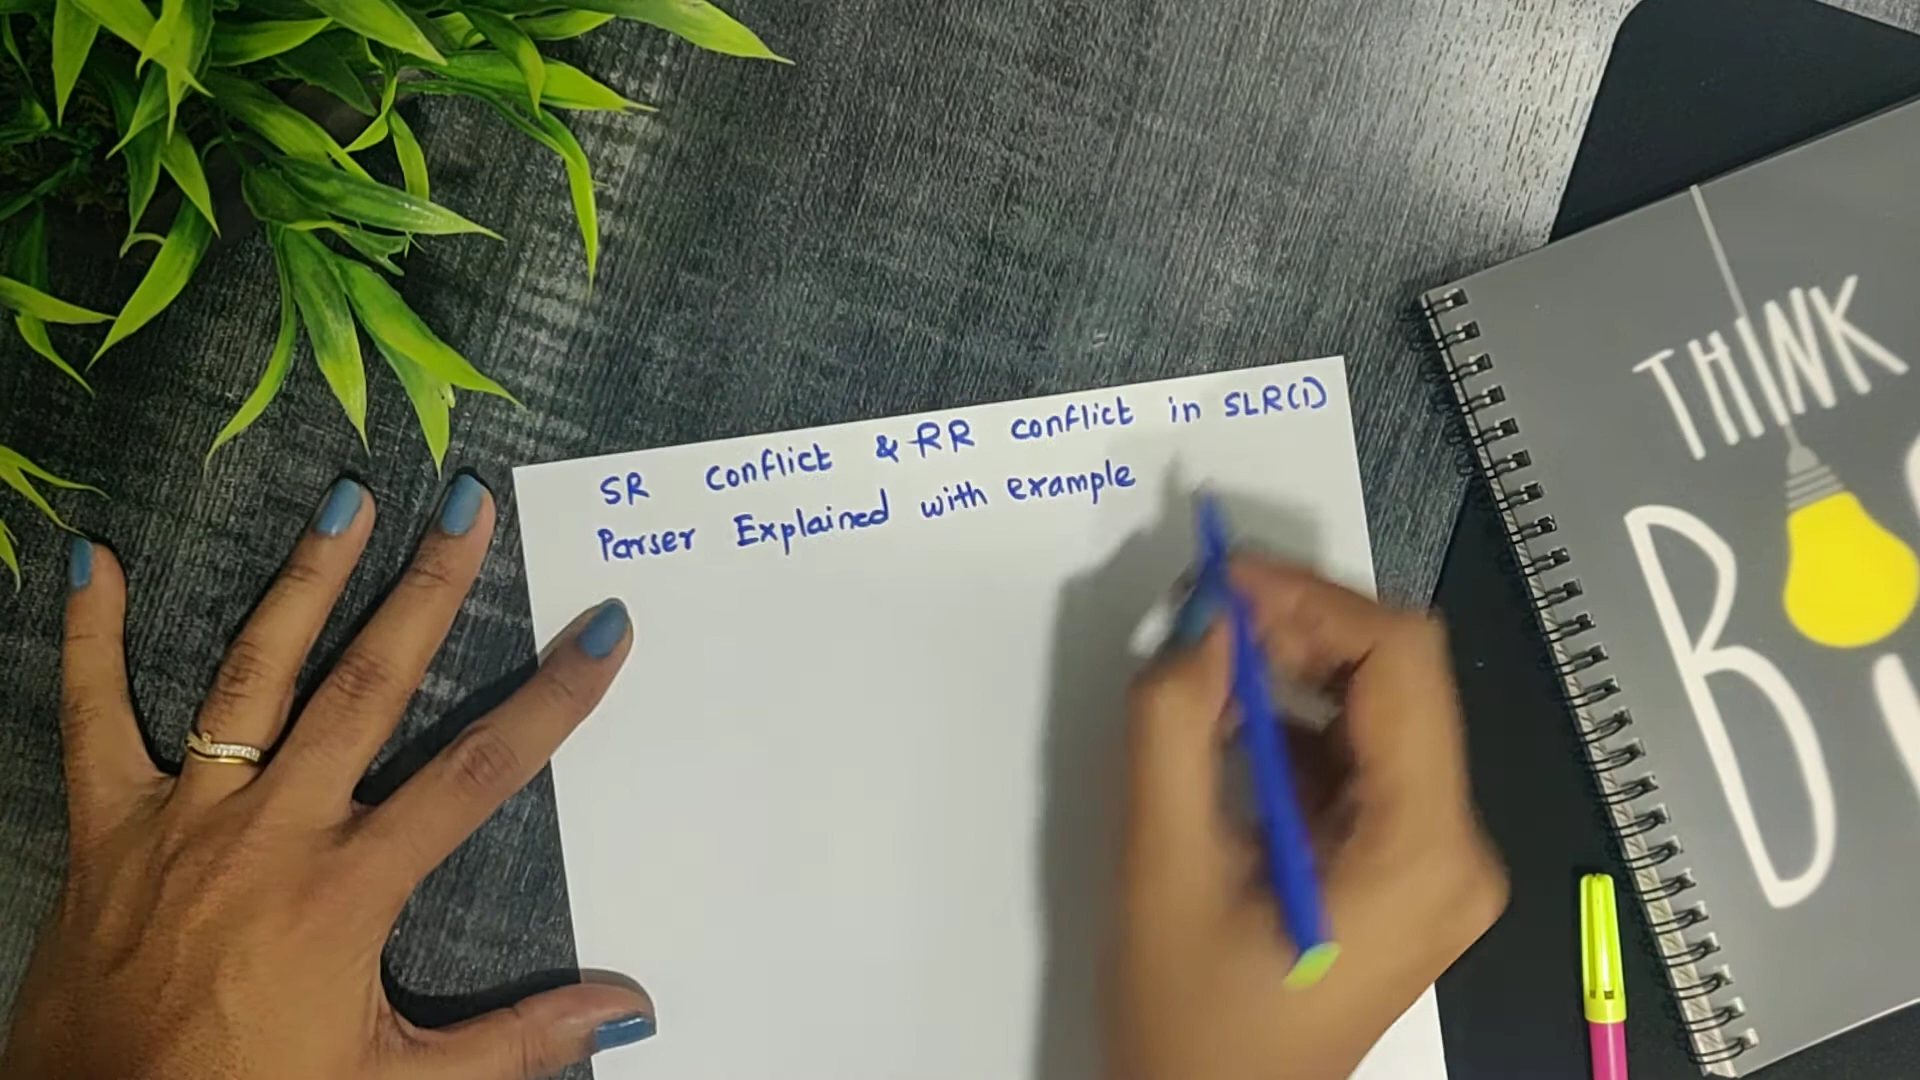 SR conflict & RR conflict in SLR(1)
Parser Explained with example
THINK